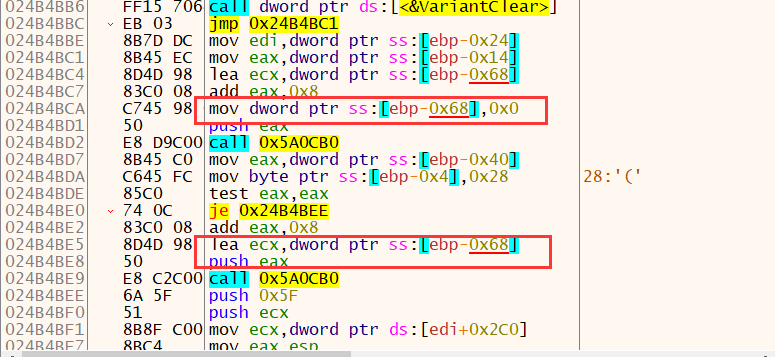 024B4BB6 FF15 706 call dword ptr ds:[<&VariantClear>]
024B4BBC EB 03 jmp 0x24B4BC1
024B4BBE 8B7D DC mov edi,dword ptr ss:[ebp-0x24]
024B4BC1 8B45 EC mov eax,dword ptr ss:[ebp-0x14]
024B4BC4 8D4D 98 lea ecx,dword ptr ss:[ebp-0x68]
024B4BC7 83C0 08 add eax,0x8
024B4BCA C745 98 mov dword ptr ss:[ebp-0x68],0x0
024B4BD1 50 push eax
024B4BD2 E8 D9C00 call 0x5A0CB0
024B4BD7 8B45 C0 mov eax,dword ptr ss:[ebp-0x40]
024B4BDA C645 FC mov byte ptr ss:[ebp-0x4],0x28 28:'('
024B4BDE 85C0 test eax,eax
024B4BE0 74 0C je 0x24B4BEE
024B4BE2 83C0 08 add eax,0x8
024B4BE5 8D4D 98 lea ecx,dword ptr ss:[ebp-0x68]
024B4BE8 50 push eax
024B4BE9 E8 C2C00 call 0x5A0CB0
024B4BEE 6A 5F push 0x5F
024B4BF0 51 push ecx
024B4BF1 8B8F C00 mov ecx,dword ptr ds:[edi+0x2C0]
024B4BF7 8BC4 mov eax,esp